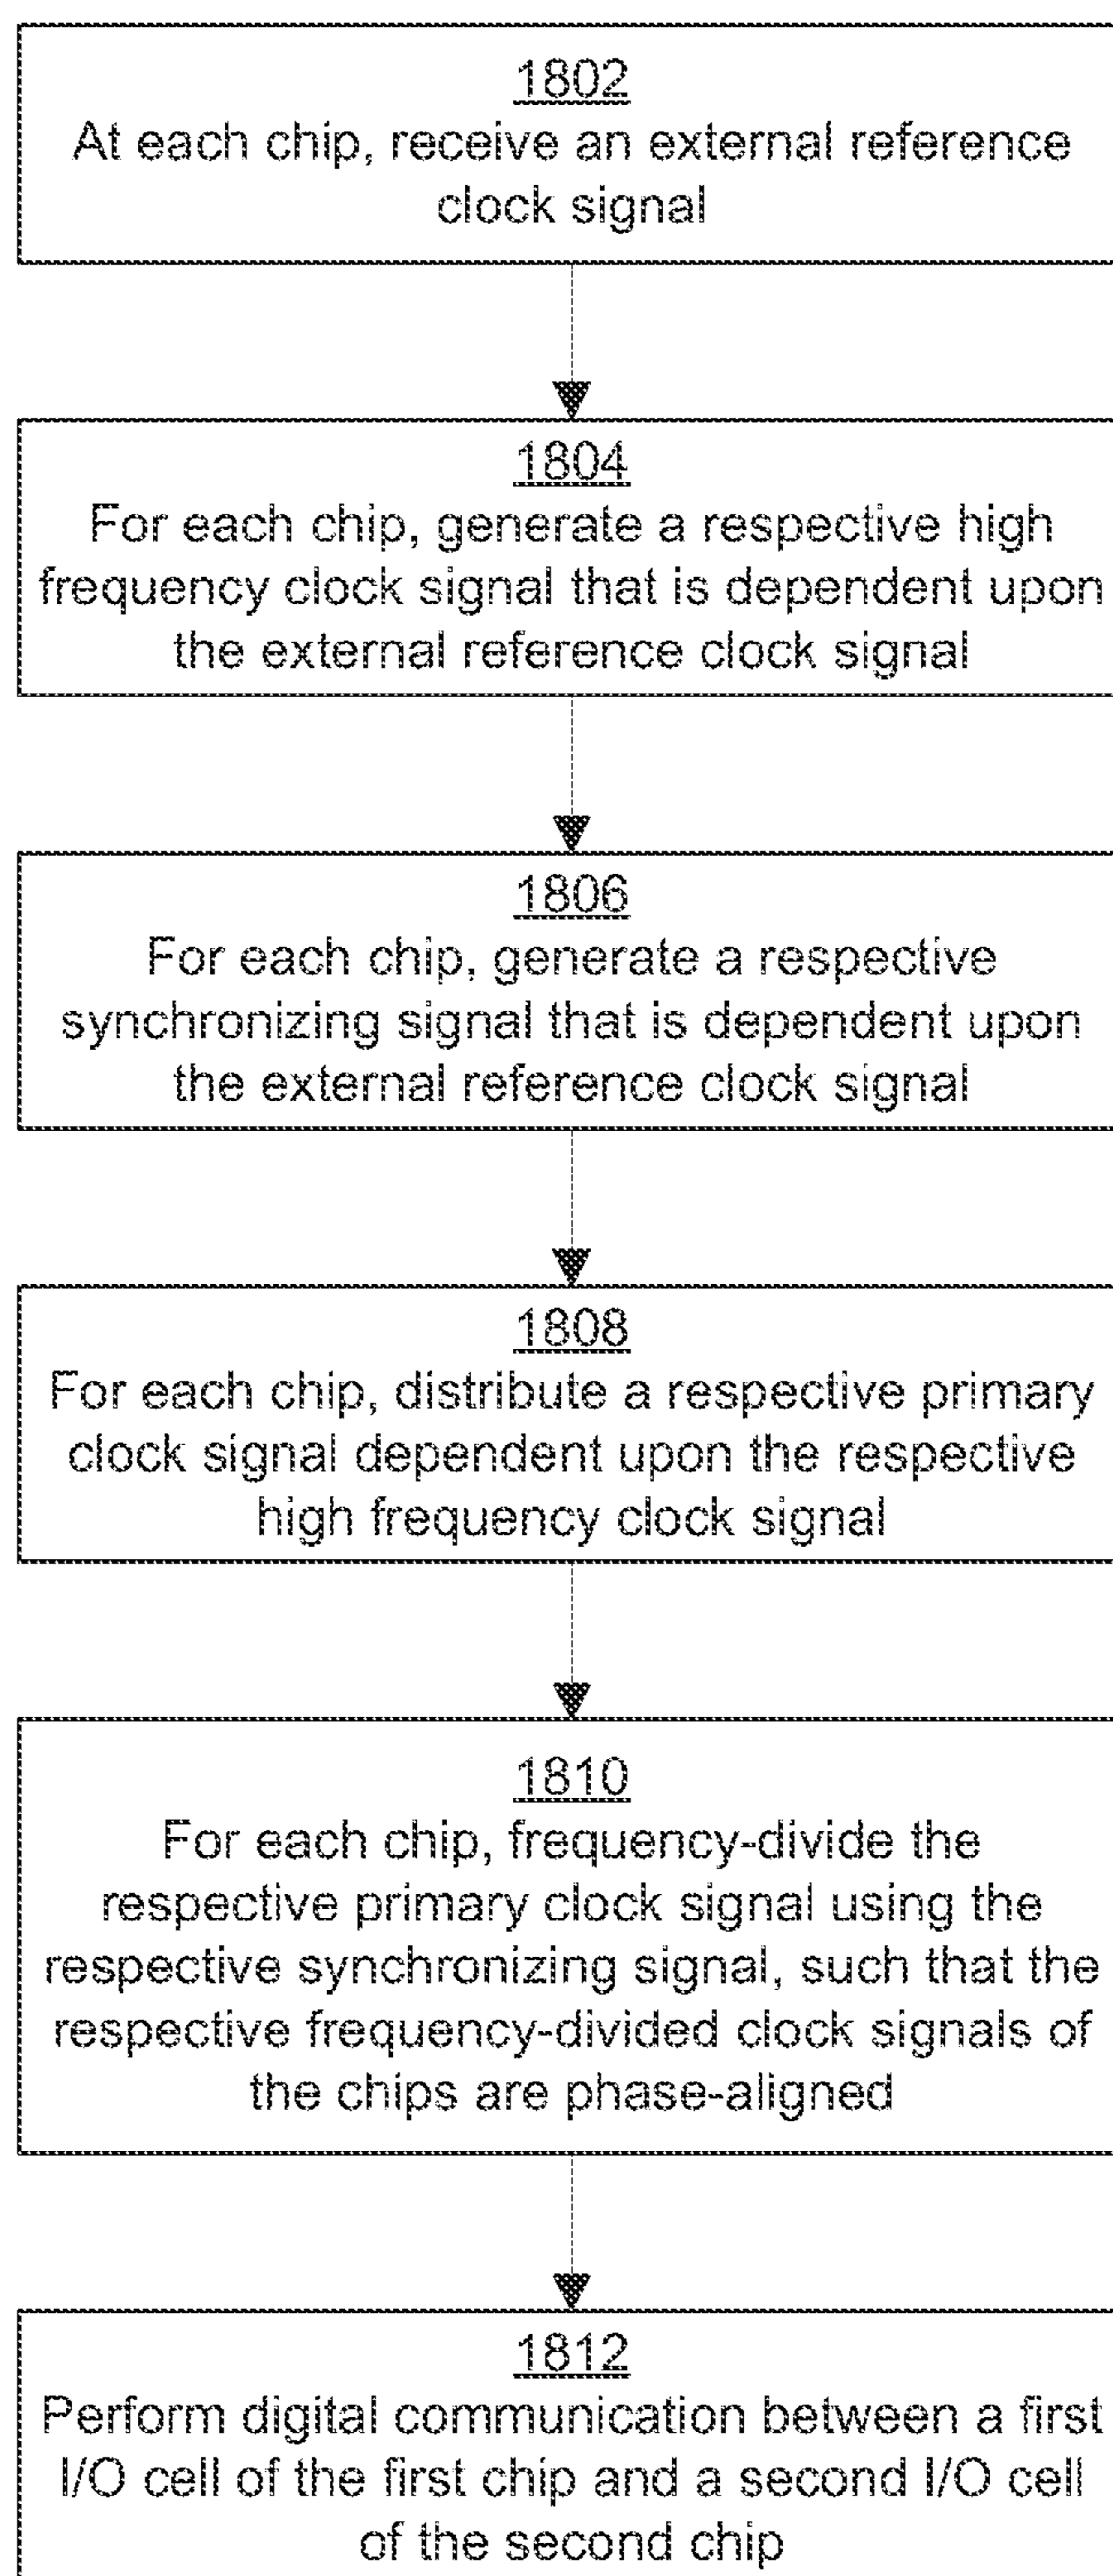 1802
At each chip, receive an external reference
clock signal
1804
For each chip, generate a respective high
frequency clock signal that is dependent upon
the external reference clock signal
1806
For each chip, generate a respective
synchronizing signal that is dependent upon
the external reference clock signal
1808
For each chip, distribute a respective primary
clock signal dependent upon the respective
high frequency clock signal
1810
For each chip, frequency-divide the
respective primary clock signal using the
respective synchronizing signal, such that the
respective frequency-divided clock signals of
the chips are phase-aligned
1812
Perform digital communication between a first
I/O cell of the first chip and a second I/O cell
of the second chip